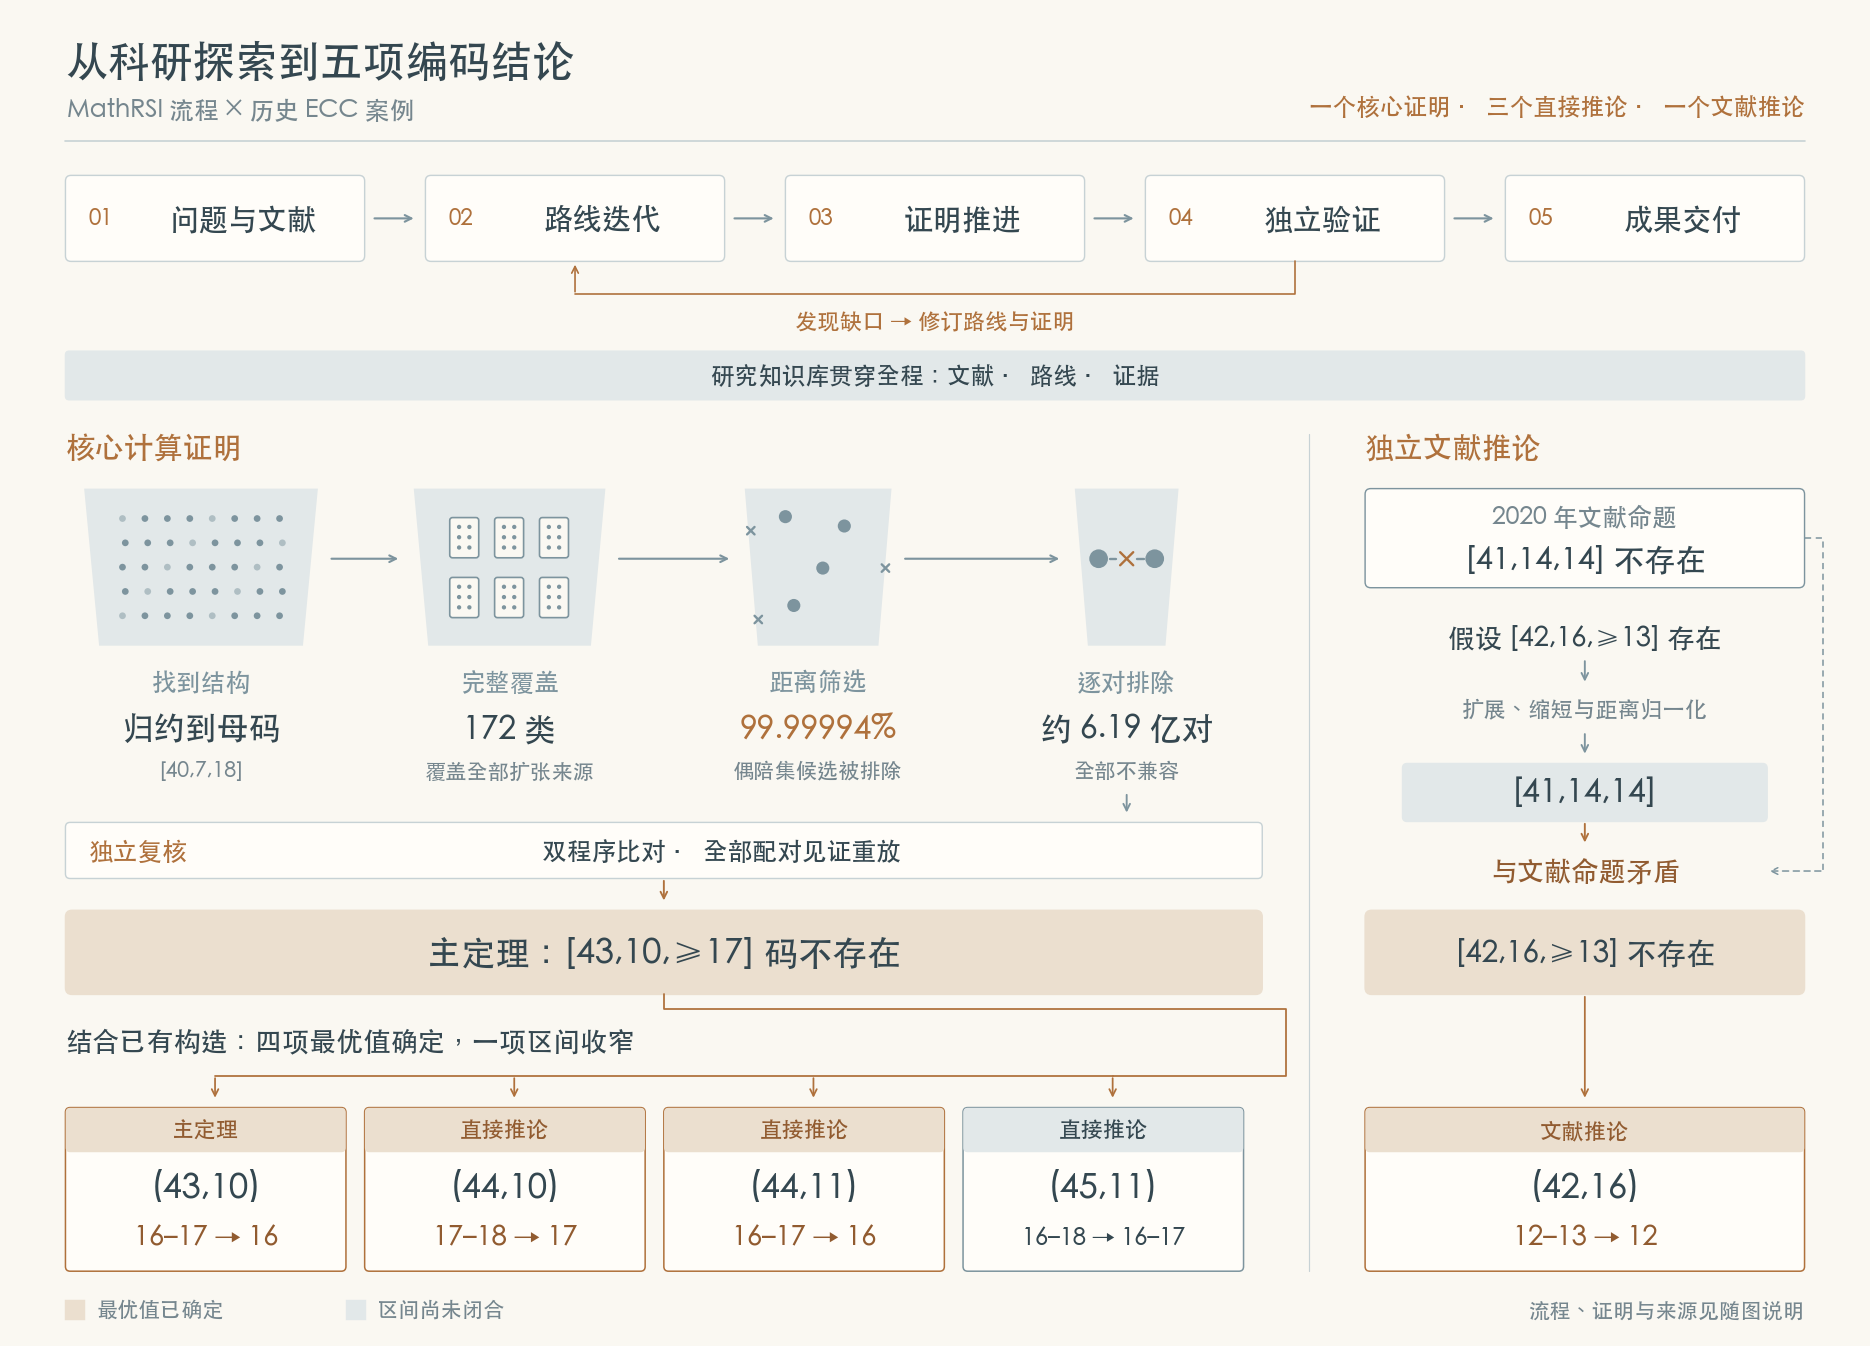 从科研探索到五项编码结论
MathRSI 流程 × 历史 ECC 案例
一个核心证明 · 三个直接推论 · 一个文献推论
01 问题与文献
02 路线迭代
03 证明推进
04 独立验证
05 成果交付
发现缺口 → 修订路线与证明
研究知识库贯穿全程：文献 · 路线 · 证据
核心计算证明
找到结构
归约到母码
[40,7,18]
完整覆盖
172 类
覆盖全部扩张来源
距离筛选
99.99994%
偶陪集候选被排除
逐对排除
约 6.19 亿对
全部不兼容
独立复核
双程序比对 · 全部配对见证重放
主定理：[43,10,⩾17] 码不存在
结合已有构造：四项最优值确定，一项区间收窄
主定理
(43,10)
16–17 → 16
直接推论
(44,10)
17–18 → 17
直接推论
(44,11)
16–17 → 16
直接推论
(45,11)
16–18 → 16–17
最优值已确定
区间尚未闭合
独立文献推论
2020 年文献命题
[41,14,14] 不存在
假设 [42,16,⩾13] 存在
扩展、缩短与距离归一化
[41,14,14]
与文献命题矛盾
[42,16,⩾13] 不存在
文献推论
(42,16)
12–13 → 12
流程、证明与来源见随图说明